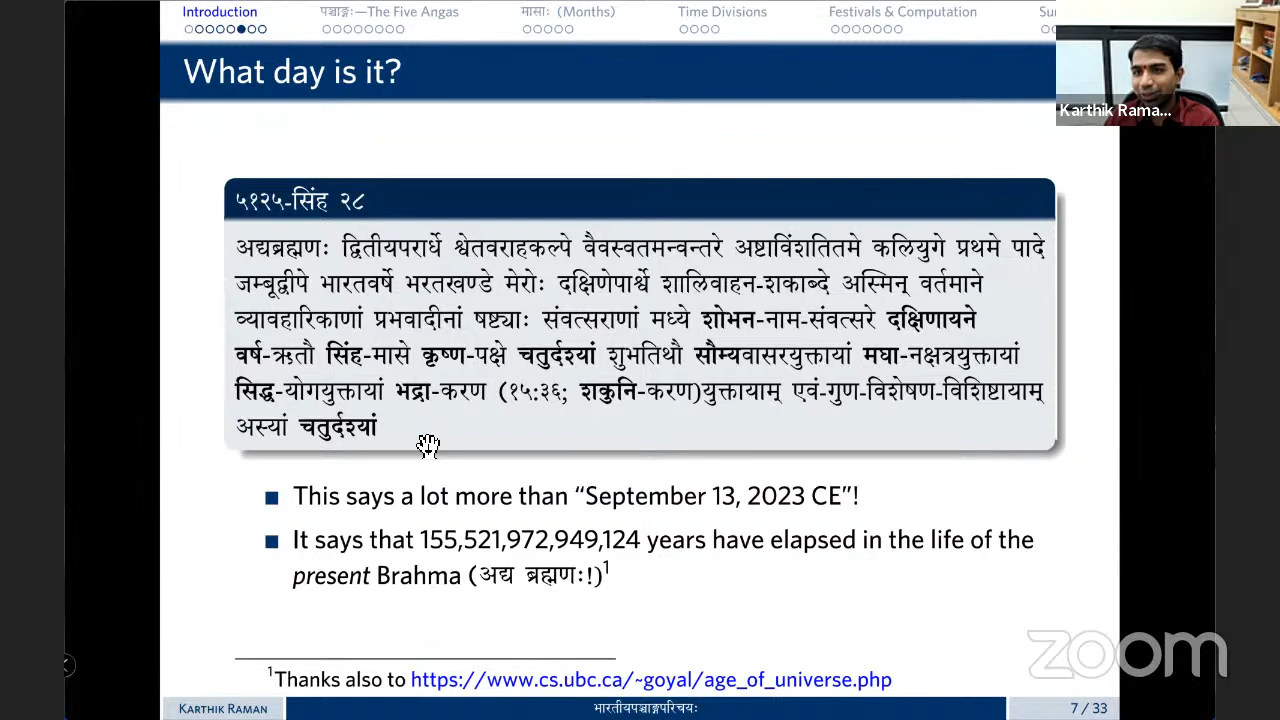 Introduction
पञ्चाङ्गः—The Five Angas
मासाः (Months)
Time Divisions
Festivals & Computation
Su
What day is it?
Karthik Rama...
५१२५-सिंह २८
अद्यब्रह्मणः द्वितीयपरार्धे श्वेतवराहकल्पे वैवस्वतमन्वन्तरे अष्टाविंशतितमे कलियुगे प्रथमे पादे
जम्बूद्वीपे भारतवर्षे भरतखण्डे मेरोः दक्षिणेपार्श्वे शालिवाहन-शकाब्दे अस्मिन् वर्तमाने
व्यावहारिकाणां प्रभवादीनां षष्ट्याः संवत्सराणां मध्ये शोभन-नाम-संवत्सरे दक्षिणायने
वर्ष-ऋतौ सिंह-मासे कृष्ण-पक्षे चतुर्दश्यां शुभतिथौ सौम्यवासरयुक्तायां मघा-नक्षत्रयुक्तायां
सिद्ध-योगयुक्तायां भद्रा-करण (१५:३६; शकुनि-करण)युक्तायाम् एवं-गुण-विशेषण-विशिष्टायाम्
अस्यां चतुर्दश्यां
■ This says a lot more than “September 13, 2023 CE”!
■ It says that 155,521,972,949,124 years have elapsed in the life of the
present Brahma (अद्य ब्रह्मणः!)¹
¹Thanks also to https://www.cs.ubc.ca/~goyal/age_of_universe.php
zoom
Karthik Raman
भारतीयपञ्चाङ्गपरिचयः
7 / 33